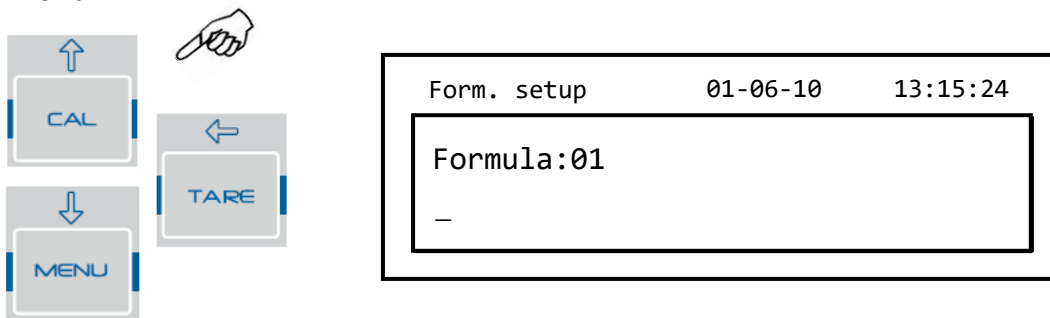 CAL
TARE
MENU
Form. setup 01-06-10 13:15:24
Formula:01
_